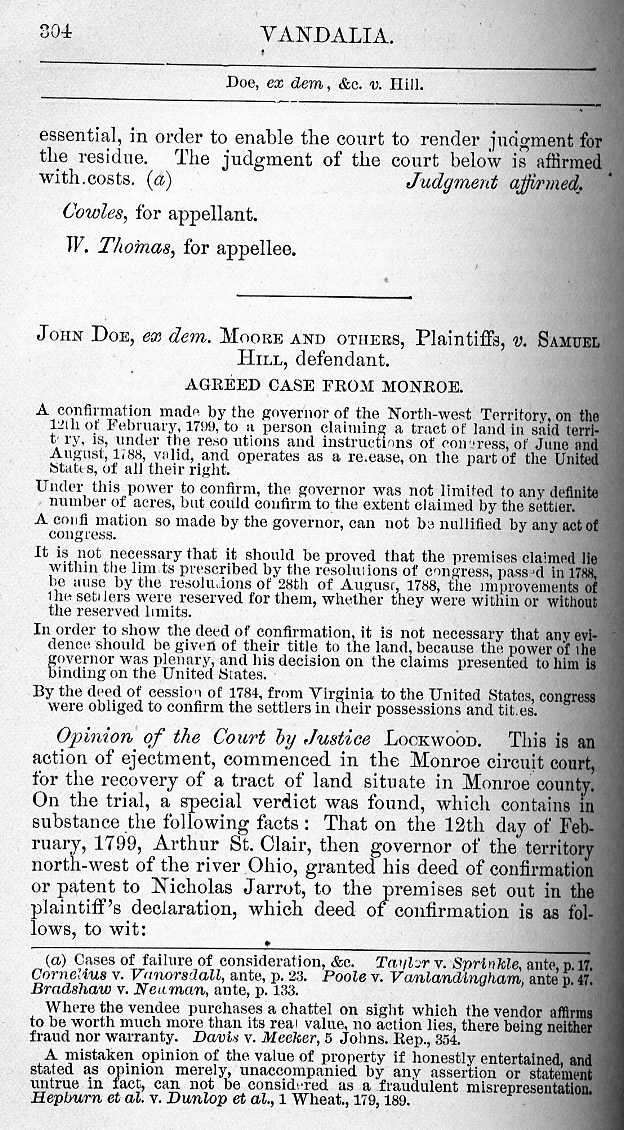 304 VANDALIA.
Doe, ex dem, &c. v. Hill.
essential, in order to enable the court to render judgment for
the residue. The judgment of the court below is affirmed
with costs. (a) Judgment affirmed.
Cowles, for appellant.
W. Thomas, for appellee.
JOHN DOE, ex dem. MOORE AND OTHERS, Plaintiffs, v. SAMUEL
HILL, defendant.
AGREED CASE FROM MONROE.
A confirmation made by the governor of the North-west Territory, on the
12th of February, 1799, to a person claiming a tract of land in said terri-
t ry, is, under the reso utions and instructions of congress, of June and
August, 1788, valid, and operates as a re.ease, on the part of the United
States, of all their right.
Under this power to confirm, the governor was not limited to any definite
number of acres, but could confirm to the extent claimed by the settler.
A confi mation so made by the governor, can not be nullified by any act of
congress.
It is not necessary that it should be proved that the premises claimed lie
within the lim ts prescribed by the resolutions of congress, pass d in 1788,
be ause by the resolu.ions of 28th of August, 1788, the improvements of
the settlers were reserved for them, whether they were within or without
the reserved limits.
In order to show the deed of confirmation, it is not necessary that any evi-
dence should be given of their title to the land, because the power of the
governor was plenary, and his decision on the claims presented to him is
binding on the United States.
By the deed of cession of 1784, from Virginia to the United States, congress
were obliged to confirm the settlers in their possessions and tit.es.
Opinion of the Court by Justice LOCKWOOD. This is an
action of ejectment, commenced in the Monroe circuit court,
for the recovery of a tract of land situate in Monroe county.
On the trial, a special verdict was found, which contains in
substance the following facts: That on the 12th day of Feb-
ruary, 1799, Arthur St. Clair, then governor of the territory
north-west of the river Ohio, granted his deed of confirmation
or patent to Nicholas Jarrot, to the premises set out in the
plaintiff's declaration, which deed of confirmation is as fol-
lows, to wit:
(a) Cases of failure of consideration, &c. Taylor v. Sprinkle, ante, p. 17.
Cornelius v. Vanorsdall, ante, p. 23. Poole v. Vanlandingham, ante p. 47.
Bradshaw v. Newman, ante, p. 133.
Where the vendee purchases a chattel on sight which the vendor affirms
to be worth much more than its real value, no action lies, there being neither
fraud nor warranty. Davis v. Meeker, 5 Johns. Rep., 354.
A mistaken opinion of the value of property if honestly entertained, and
stated as opinion merely, unaccompanied by any assertion or statement
untrue in fact, can not be considered as a fraudulent misrepresentation.
Hepburn et al. v. Dunlop et al., 1 Wheat., 179, 189.